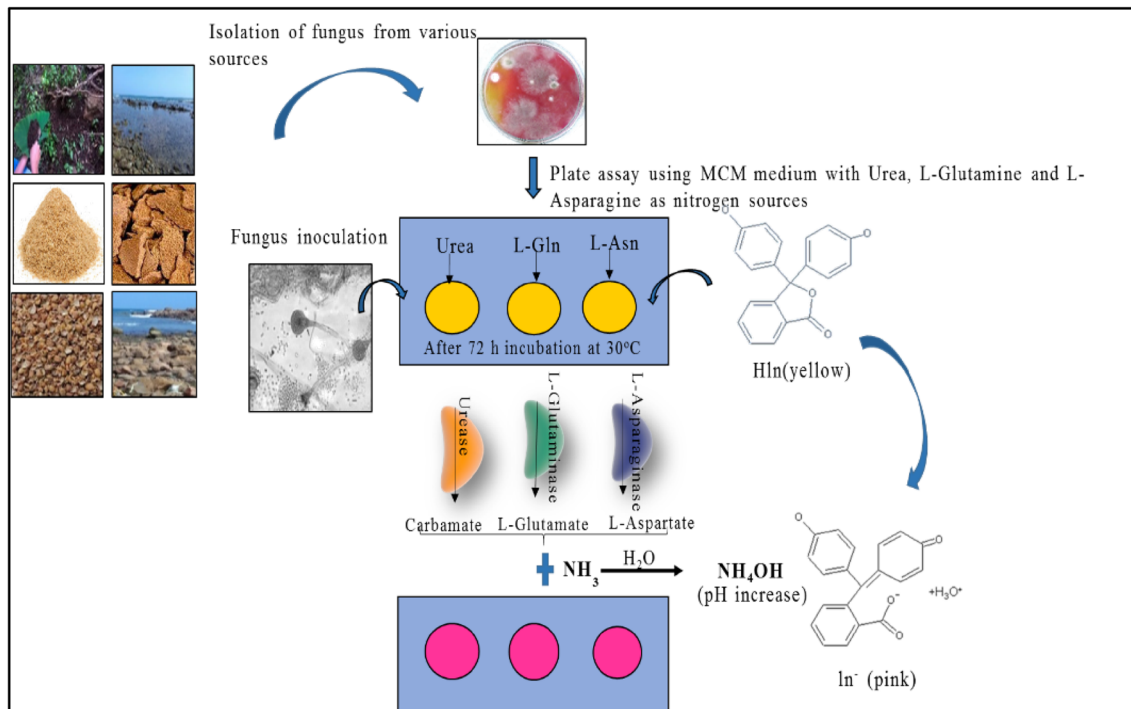 Isolation of fungus from various
sources
Plate assay using MCM medium with Urea, L-Glutamine and L-
Asparagine as nitrogen sources
Fungus inoculation
Urea
L-Gln
L-Asn
After 72 h incubation at 30°C
O
O
O
O
Hln(yellow)
Urease
L-Glutaminase
L-Asparaginase
Carbamate
L-Glutamate
L-Aspartate
+ NH₃
H₂O
NH₄OH
(pH increase)
O
O
O⁻
O
+H₃O⁺
ln⁻ (pink)